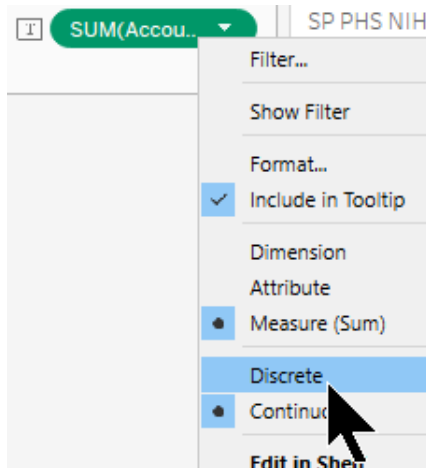 T SUM(Accou.. SP PHS NIH
Filter...
Show Filter
Format...
Include in Tooltip
Dimension
Attribute
Measure (Sum)
Discrete
Edit in